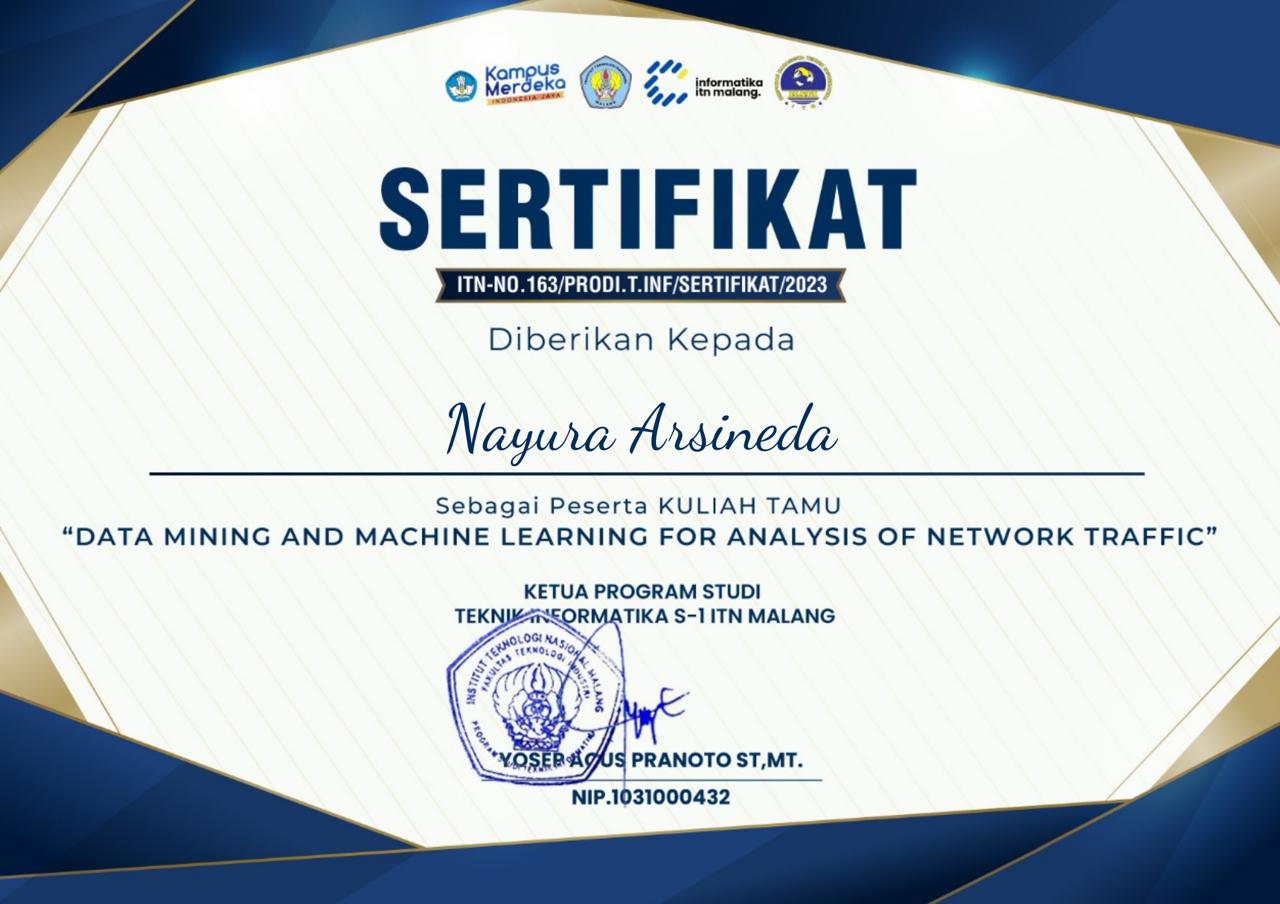 Kampus
Merdeka
INDONESIA JAYA
informatika
itn malang.
SERTIFIKAT
ITN-NO.163/PRODI.T.INF/SERTIFIKAT/2023
Diberikan Kepada
Nayura Arsineda
Sebagai Peserta KULIAH TAMU
“DATA MINING AND MACHINE LEARNING FOR ANALYSIS OF NETWORK TRAFFIC”
KETUA PROGRAM STUDI
TEKNIK INFORMATIKA S-1 ITN MALANG
INSTITUT TEKNOLOGI NASIONAL MALANG
FAKULTAS TEKNOLOGI INDUSTRI
YOSEP AGUS PRANOTO ST,MT.
NIP.1031000432